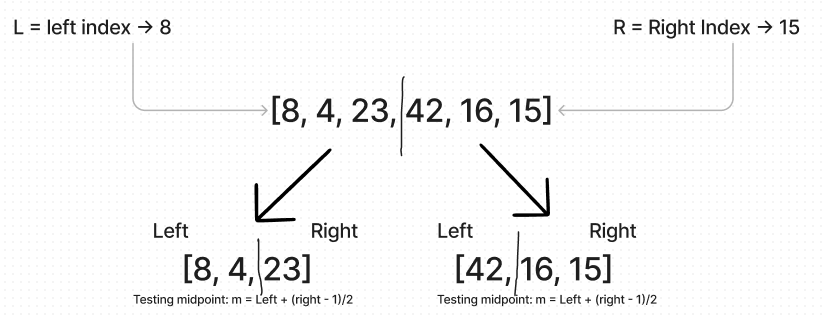 L = left index → 8
R = Right Index → 15
[8, 4, 23, 42, 16, 15]
Left
Right
Left
Right
[8, 4, 23]
[42, 16, 15]
Testing midpoint: m = Left + (right - 1)/2
Testing midpoint: m = Left + (right - 1)/2